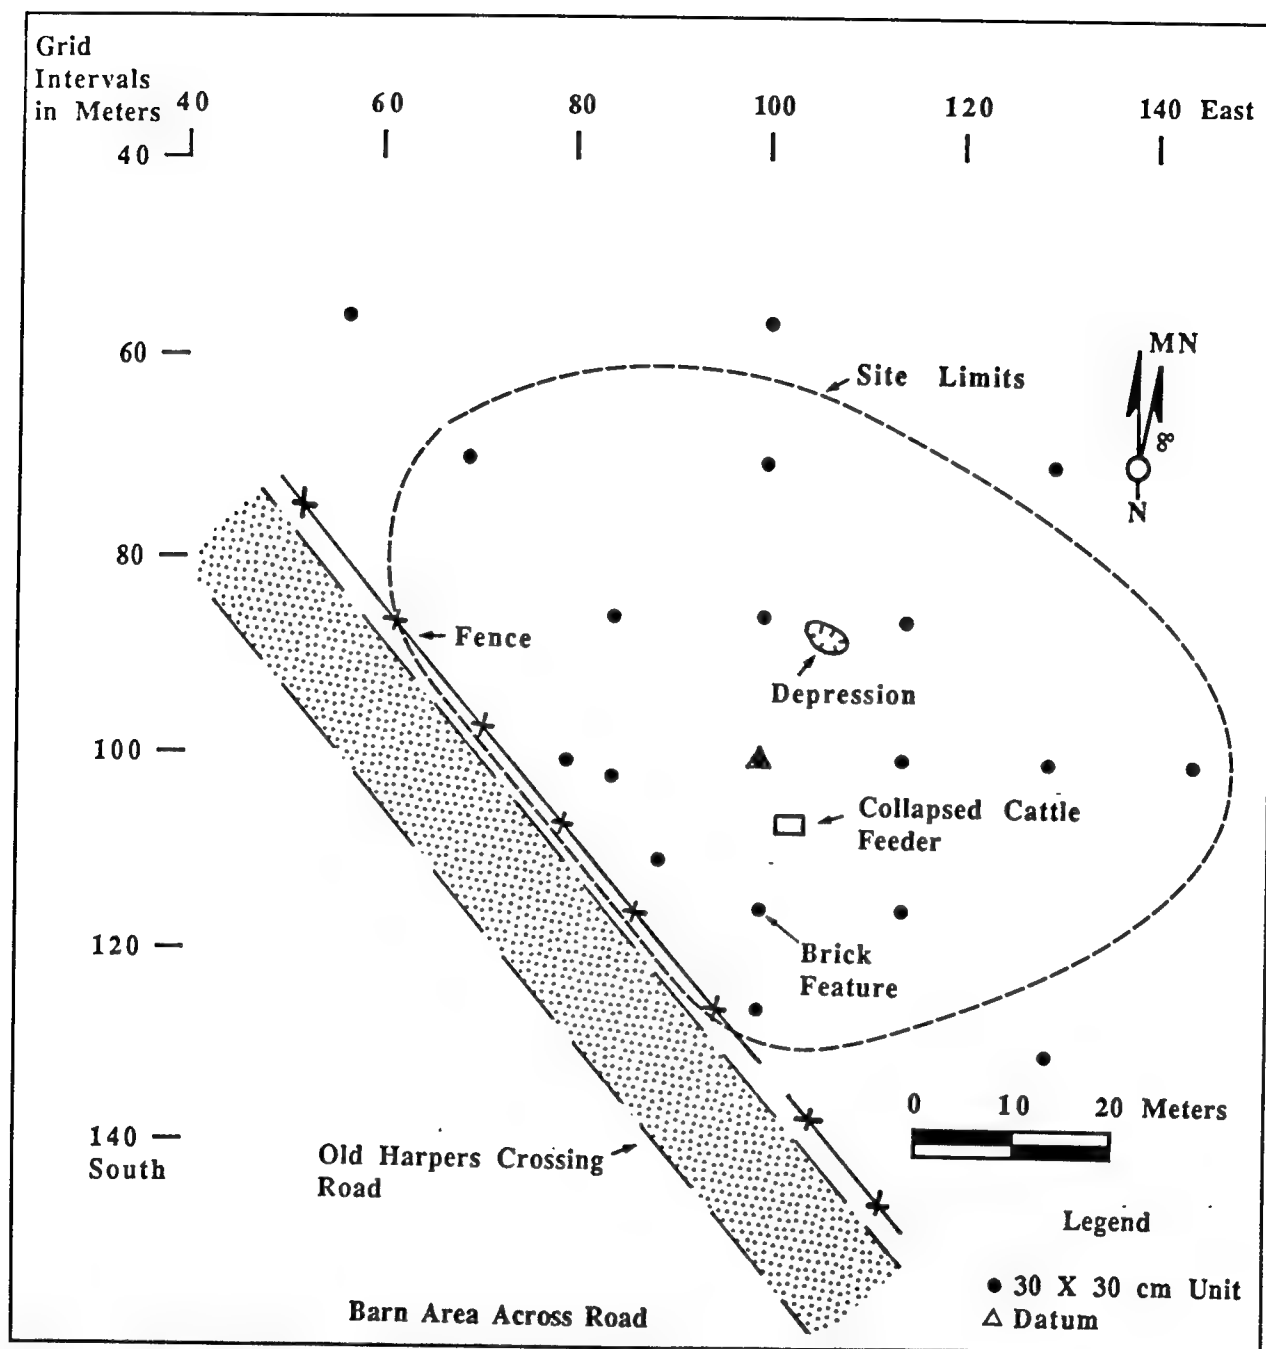 Grid
Intervals
in Meters
40 60 80 100 120 140 East
40
60
80
100
120
140
South
Site Limits
MN
8
N
Fence
Depression
Collapsed Cattle
Feeder
Brick
Feature
0 10 20 Meters
Old Harpers Crossing
Road
Legend
30 X 30 cm Unit
Datum
Barn Area Across Road